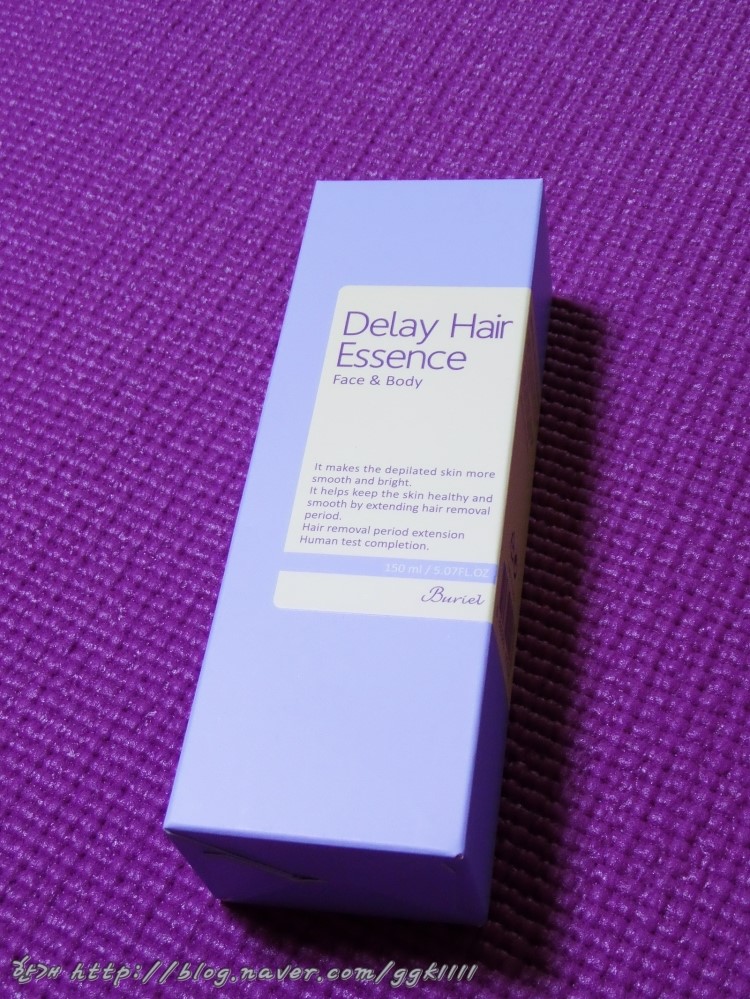 Delay Hair
Essence
Face & Body
It makes the depilated skin more
smooth and bright.
It helps keep the skin healthy and
smooth by extending hair removal
period.
Hair removal period extension
Human test completion.
150 ml / 5.07FL.OZ
Buriel
http://blog.naver.com/ggk1111